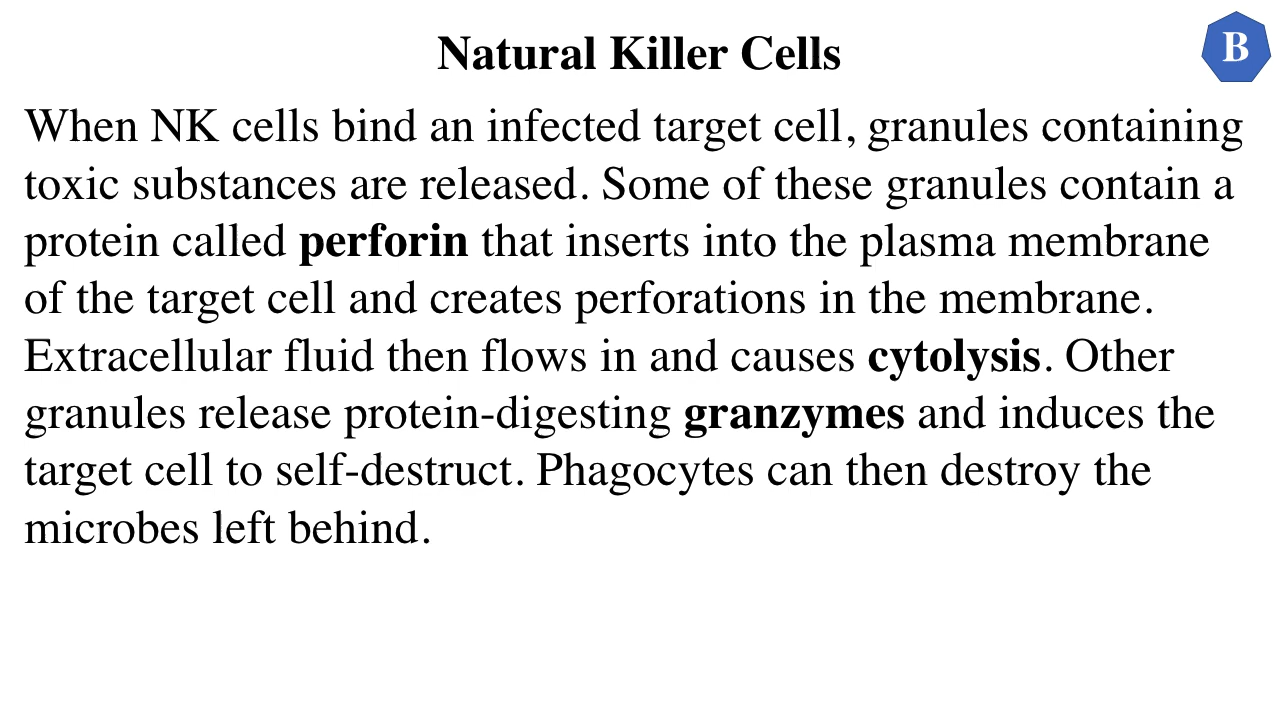 Natural Killer Cells
B
When NK cells bind an infected target cell, granules containing
toxic substances are released. Some of these granules contain a
protein called perforin that inserts into the plasma membrane
of the target cell and creates perforations in the membrane.
Extracellular fluid then flows in and causes cytolysis. Other
granules release protein-digesting granzymes and induces the
target cell to self-destruct. Phagocytes can then destroy the
microbes left behind.